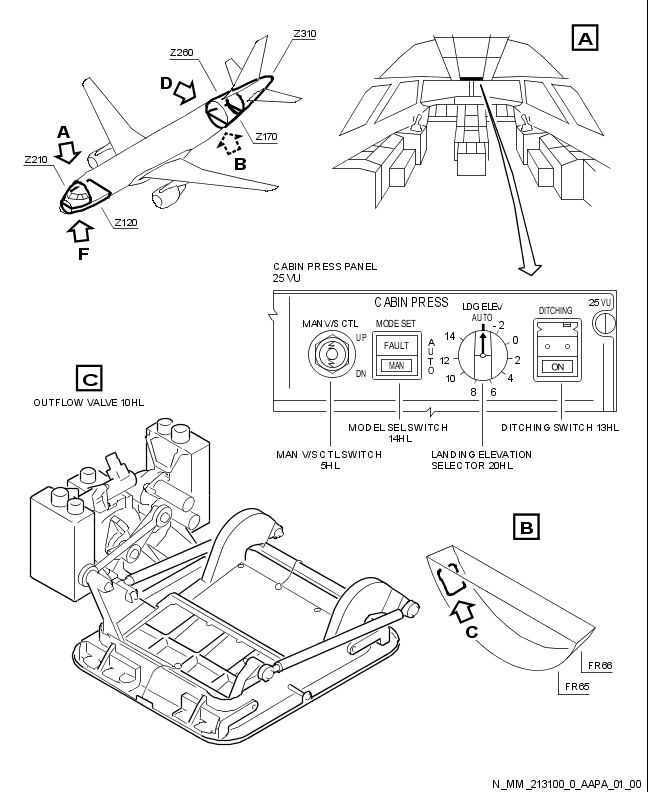 Z310
A
Z260
D
A
Z210
Z170
B
Z120
F
CABIN PRESS PANEL
25 VU
CABIN PRESS
LDG ELEV
AUTO
DITCHING
25 VU
MAN V/S CTL
UP
DN
MODE SET
FAULT
MAN
AUTO
-2
0
2
4
6
8
10
12
14
ON
MODEL SEL SWITCH
14HL
DITCHING SWITCH 13HL
MAN V/S CTL SWITCH
5HL
LANDING ELEVATION
SELECTOR 20HL
C
OUTFLOW VALVE 10HL
B
C
FR66
FR65
N_MM_213100_0_AAPA_01_00